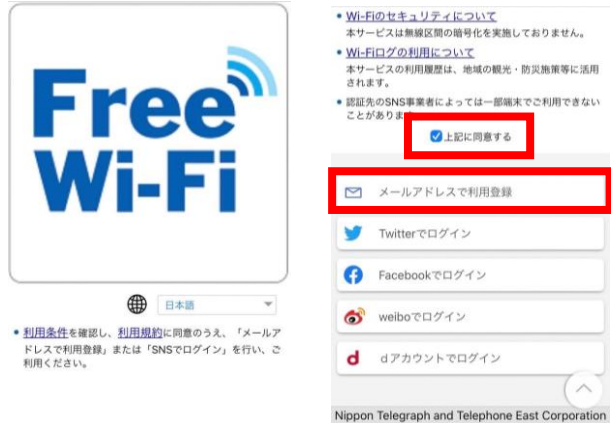 Free
Wi-Fi
日本語
• 利用条件を確認し、利用規約に同意のうえ、「メールア
ドレスで利用登録」または「SNSでログイン」を行い、ご
利用ください。
• Wi-Fiのセキュリティについて
本サービスは無線区間の暗号化を実施しておりません。
• Wi-Fiログの利用について
本サービスの利用履歴は、地域の観光・防災施策等に活用
されます。
• 認証先のSNS事業者によっては一部端末でご利用できない
ことがあります
上記に同意する
メールアドレスで利用登録
Twitterでログイン
Facebookでログイン
weiboでログイン
d dアカウントでログイン
Nippon Telegraph and Telephone East Corporation